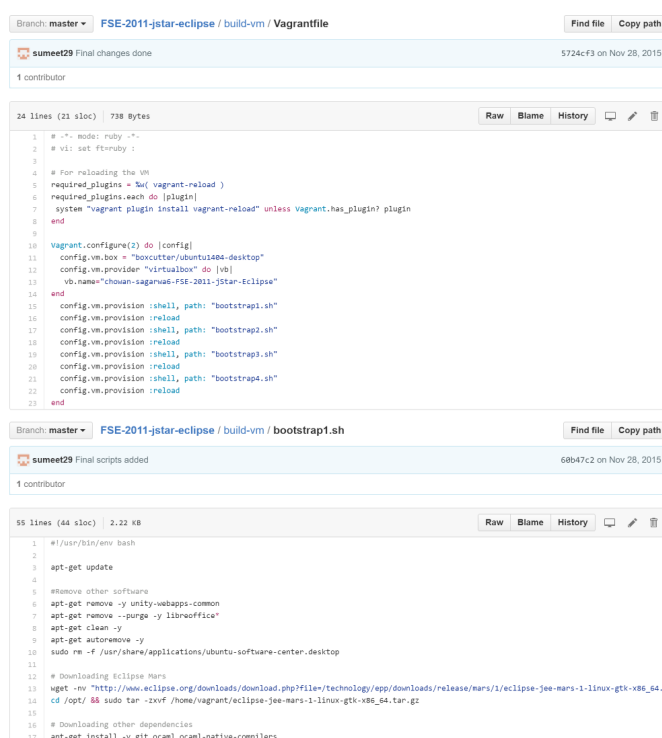 Branch: master FSE-2011-jstar-eclipse / build-vm / Vagrantfile Find file Copy path
sumeet29 Final changes done 5724cf3 on Nov 28, 2015
1 contributor
24 lines (21 sloc) 738 Bytes Raw Blame History
1 # -*- mode: ruby -*-
2 # vi: set ft=ruby :
3
4 # For reloading the VM
5 required_plugins = %w( vagrant-reload )
6 required_plugins.each do |plugin|
7 system "vagrant plugin install vagrant-reload" unless Vagrant.has_plugin? plugin
8 end
9
10 Vagrant.configure(2) do |config|
11 config.vm.box = "boxcutter/ubuntu1404-desktop"
12 config.vm.provider "virtualbox" do |vb|
13 vb.name="chowan-sagarwa6-FSE-2011-jStar-Eclipse"
14 end
15 config.vm.provision :shell, path: "bootstrap1.sh"
16 config.vm.provision :reload
17 config.vm.provision :shell, path: "bootstrap2.sh"
18 config.vm.provision :reload
19 config.vm.provision :shell, path: "bootstrap3.sh"
20 config.vm.provision :reload
21 config.vm.provision :shell, path: "bootstrap4.sh"
22 config.vm.provision :reload
23 end
Branch: master FSE-2011-jstar-eclipse / build-vm / bootstrap1.sh Find file Copy path
sumeet29 Final scripts added 60b47c2 on Nov 28, 2015
1 contributor
55 lines (44 sloc) 2.22 KB Raw Blame History
1 #!/usr/bin/env bash
2
3 apt-get update
4
5 #Remove other software
6 apt-get remove -y unity-webapps-common
7 apt-get remove --purge -y libreoffice*
8 apt-get clean -y
9 apt-get autoremove -y
10 sudo rm -f /usr/share/applications/ubuntu-software-center.desktop
11
12 # Downloading Eclipse Mars
13 wget -nv "http://www.eclipse.org/downloads/download.php?file=/technology/epp/downloads/release/mars/1/eclipse-jee-mars-1-linux-gtk-x86_64.
14 cd /opt/ && sudo tar -zxvf /home/vagrant/eclipse-jee-mars-1-linux-gtk-x86_64.tar.gz
15
16 # Downloading other dependencies
17 apt-get install -y git ocaml ocaml-native-compilers